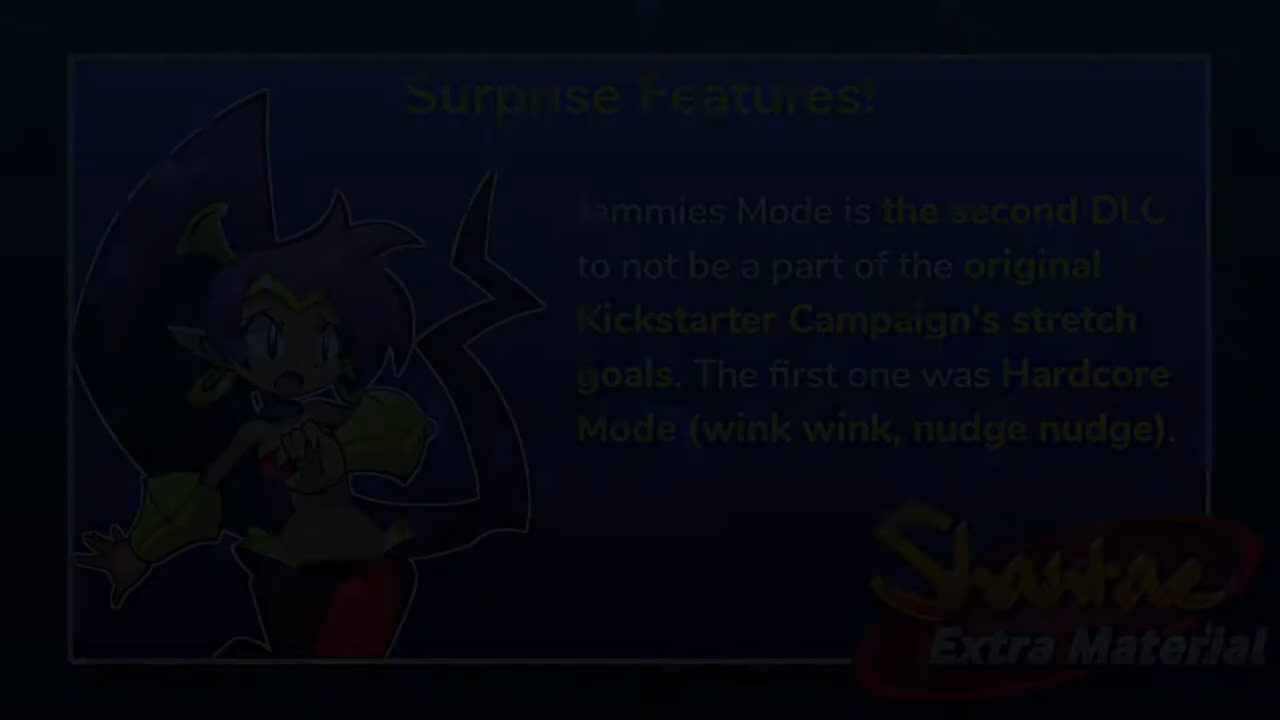 Surprise Features!
Jammies Mode is the second DLC
to not be a part of the original
Kickstarter Campaign's stretch
goals. The first one was Hardcore
Mode (wink wink, nudge nudge).
Shantae
Extra Material